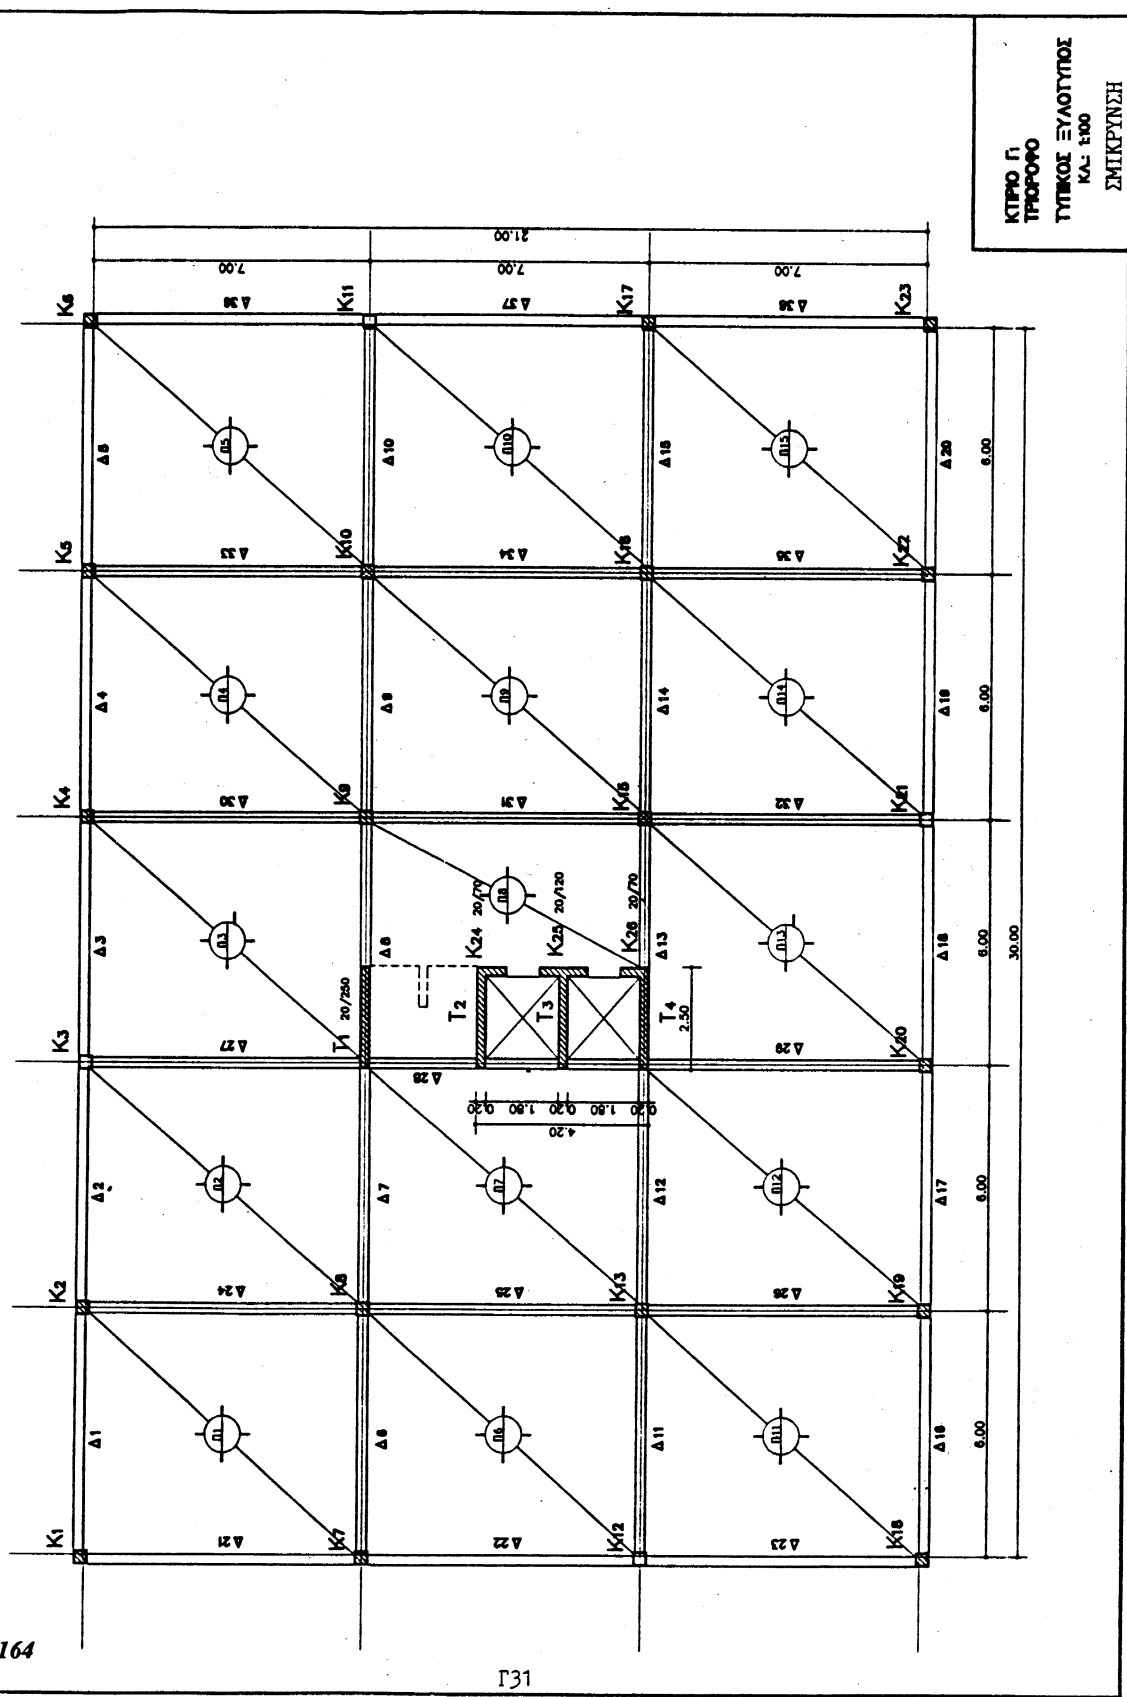 ΚΤΙΡΙΟ Γ1
ΤΡΙΟΡΟΦΟ
ΤΥΠΙΚΟΣ ΞΥΛΟΤΥΠΟΣ
ΚΛ.: 1:100
ΣΜΙΚΡΥΝΣΗ
21.00
7.00
7.00
7.00
K6
Δ38
K11
Δ37
K17
Δ36
K23
Δ5
Π5
Δ10
Π10
Δ15
Π15
Δ20
6.00
K5
Δ33
K10
Δ34
K16
Δ35
K22
Δ4
Π4
Δ9
Π9
Δ14
Π14
Δ19
6.00
K4
Δ30
K9
Δ31
K15
Δ32
K21
Δ3
Π3
Δ8
Π8
20/70
20/120
20/70
K24
K25
K26
Δ13
Π13
Δ18
6.00
30.00
K3
Δ27
T1
20/250
Δ28
T2
T3
T4
2.50
Δ29
K20
0.20
1.80
0.20
1.80
0.20
4.20
Δ2
Π2
Δ7
Π7
Δ12
Π12
Δ17
6.00
K2
Δ24
K8
Δ25
K13
Δ26
K19
Δ1
Π1
Δ6
Π6
Δ11
Π11
Δ16
6.00
K1
Δ21
K7
Δ22
K12
Δ23
K18
164
Γ31